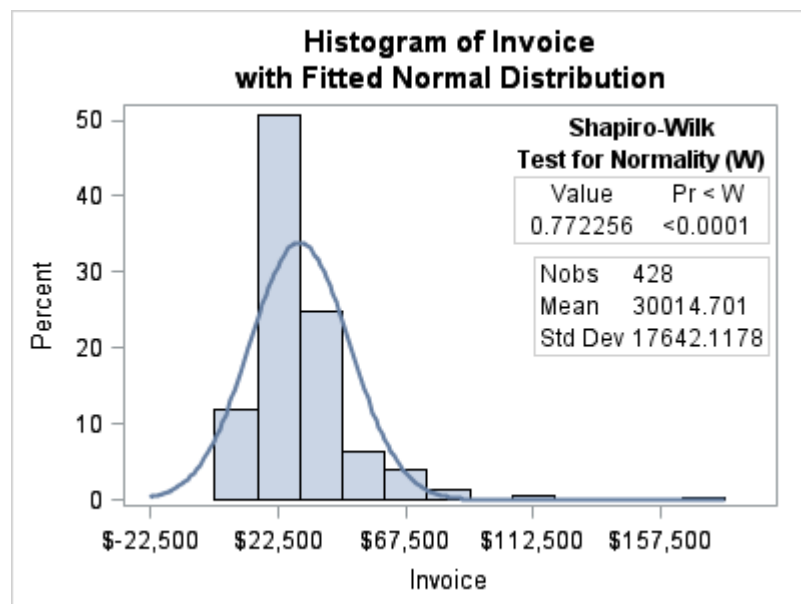 Histogram of Invoice
with Fitted Normal Distribution
Percent
50
40
30
20
10
0
Shapiro-Wilk
Test for Normality (W)
Value Pr < W
0.772256 <0.0001
Nobs 428
Mean 30014.701
Std Dev 17642.1178
$-22,500 $22,500 $67,500 $112,500 $157,500
Invoice